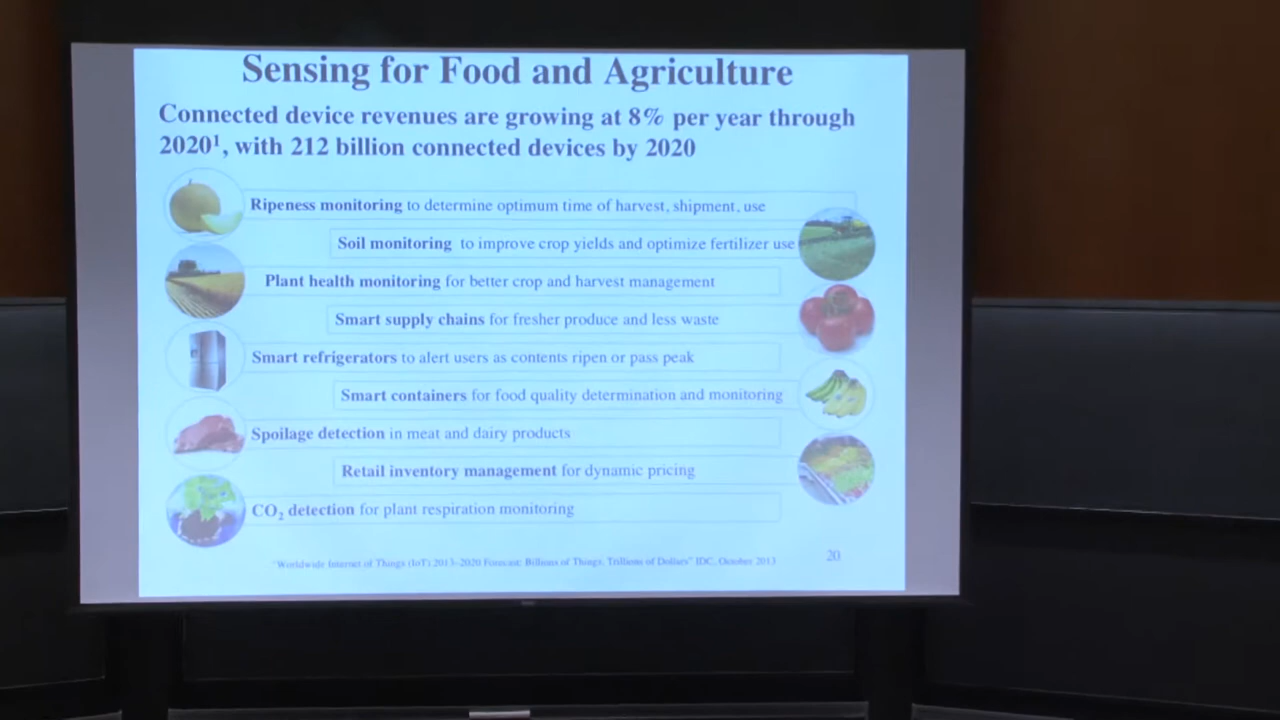 Sensing for Food and Agriculture
Connected device revenues are growing at 8% per year through
2020¹, with 212 billion connected devices by 2020
Ripeness monitoring to determine optimum time of harvest, shipment, use
Soil monitoring to improve crop yields and optimize fertilizer use
Plant health monitoring for better crop and harvest management
Smart supply chains for fresher produce and less waste
Smart refrigerators to alert users as contents ripen or pass peak
Smart containers for food quality determination and monitoring
Spoilage detection in meat and dairy products
Retail inventory management for dynamic pricing
CO₂ detection for plant respiration monitoring
"Worldwide Internet of Things (IoT) 2013-2020 Forecast: Billions of Things, Trillions of Dollars" IDC, October 2013
20